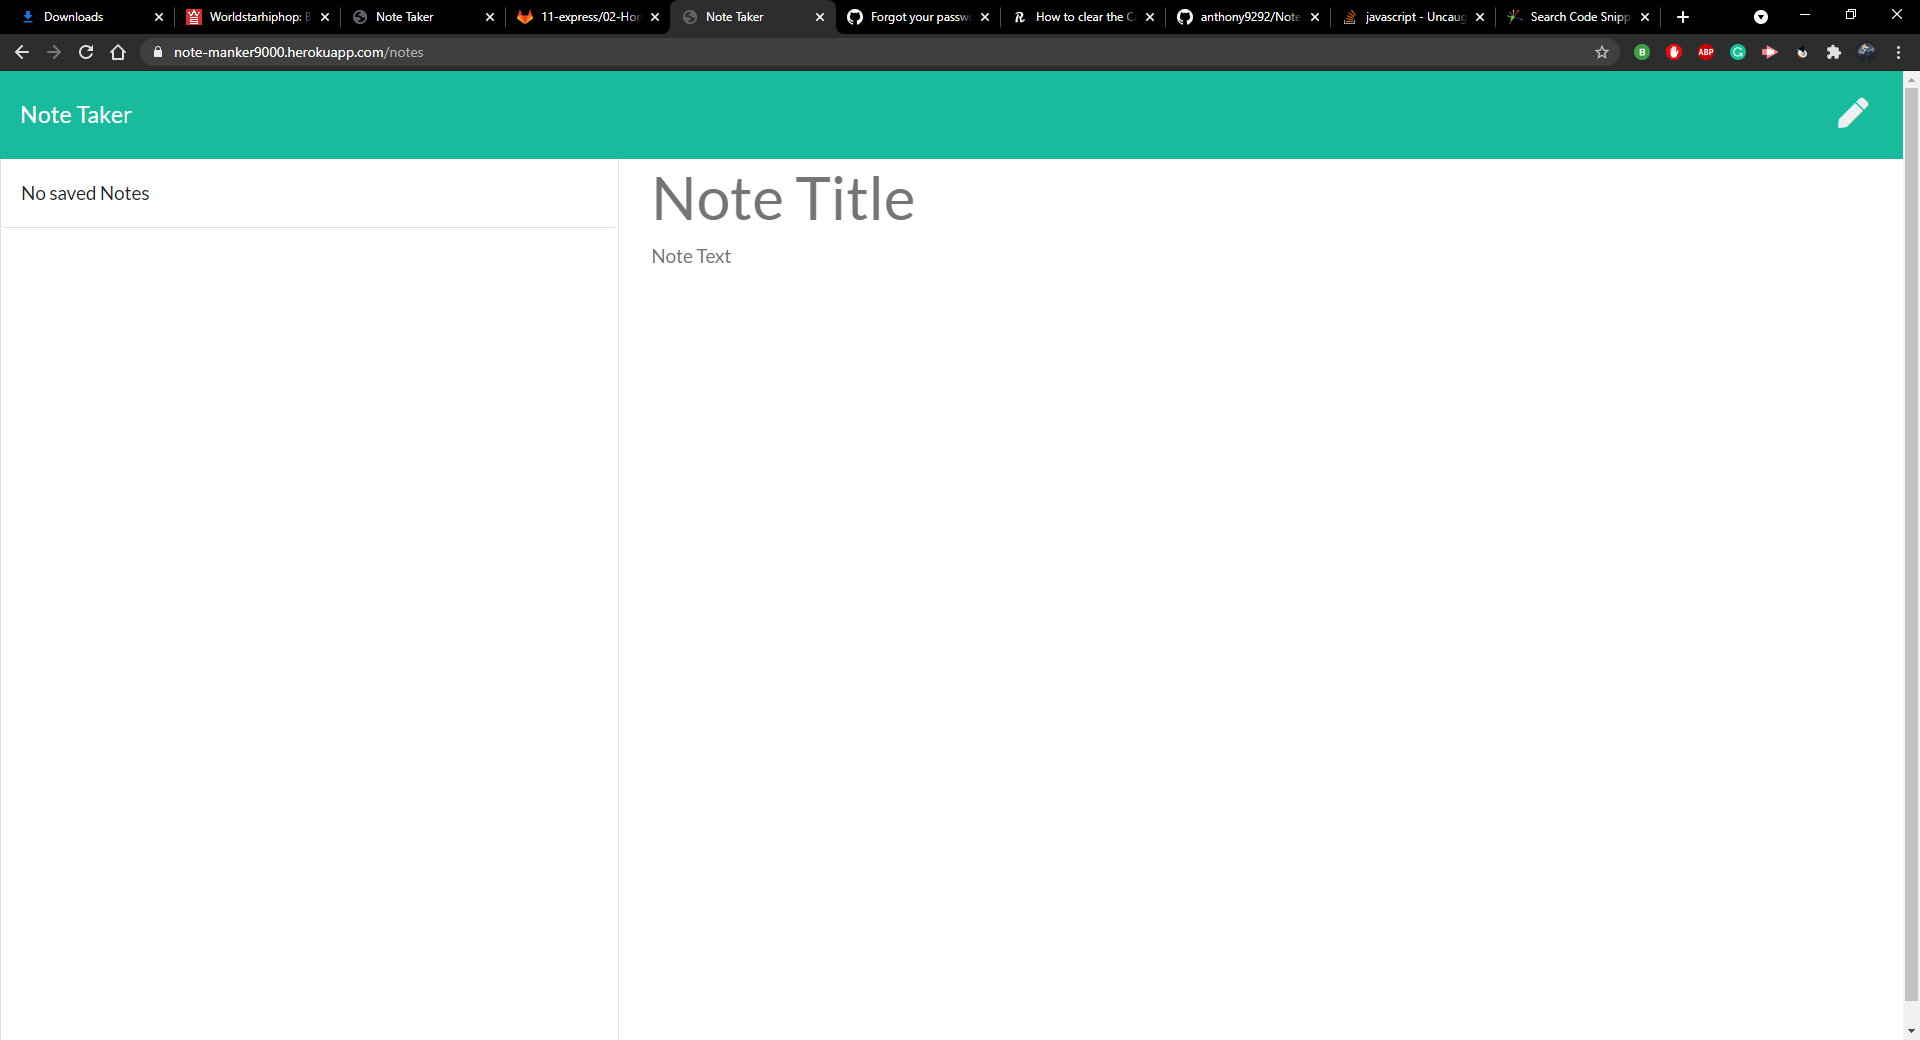 Downloads
Worldstarhiphop: B
Note Taker
11-express/02-Hom
Note Taker
Forgot your passw
How to clear the Ca
anthony9292/Note
javascript - Uncaug
Search Code Snipp
note-manker9000.herokuapp.com/notes
B
ABP
G
Note Taker
No saved Notes
Note Title
Note Text